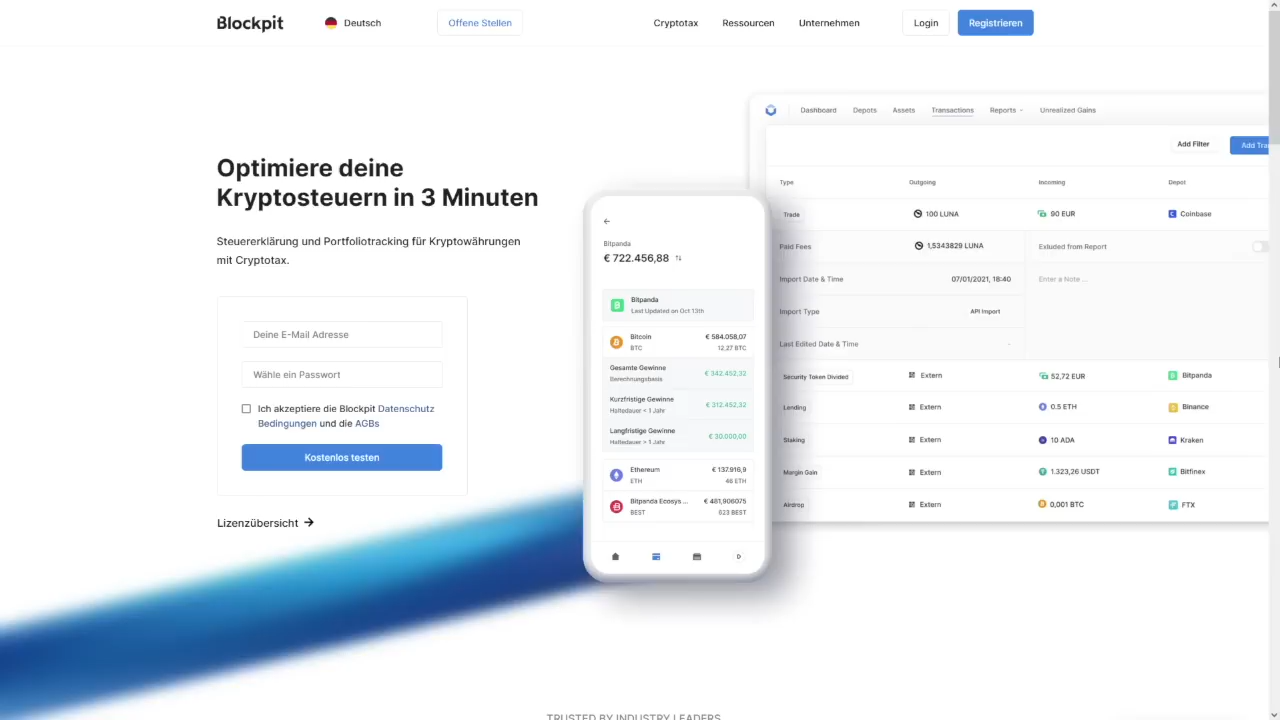 Blockpit
Deutsch
Offene Stellen
Cryptotax
Ressourcen
Unternehmen
Login
Registrieren
Optimiere deine
Kryptosteuern in 3 Minuten
Steuererklärung und Portfoliotracking für Kryptowährungen
mit Cryptotax.
Deine E-Mail Adresse
Wähle ein Passwort
Ich akzeptiere die Blockpit Datenschutz
Bedingungen und die AGBs
Kostenlos testen
Lizenzübersicht →
←
Bitpanda
€ 722.456,88
Bitpanda
Last Updated on Oct 13th
Bitcoin € 584.058,07
BTC 12,27 BTC
Gesamte Gewinne
Berechnungsbasis
€ 342.452,32
Kurzfristige Gewinne
Haltedauer < 1 Jahr
€ 312.452,32
Langfristige Gewinne
Haltedauer > 1 Jahr
€ 30.000,00
Ethereum € 137.916,9
ETH 46 ETH
Bitpanda Ecosys ... € 481,906075
BEST 923 BEST
D
Dashboard Depots Assets Transactions Reports Unrealized Gains
Add Filter
Type Outgoing Incoming Depot
Trade 100 LUNA 90 EUR Coinbase
Paid Fees 1,5343829 LUNA Exluded from Report
Import Date & Time 07/01/2021, 18:40 Enter a Note ...
Import Type API Import
Last Edited Date & Time -
Security Token Divided Extern 52,72 EUR Bitpanda
Lending Extern 0.5 ETH Binance
Staking Extern 10 ADA Kraken
Margin Gain Extern 1.323,26 USDT Bitfinex
Airdrop Extern 0,001 BTC FTX
TRUSTED BY INDUSTRY LEADERS